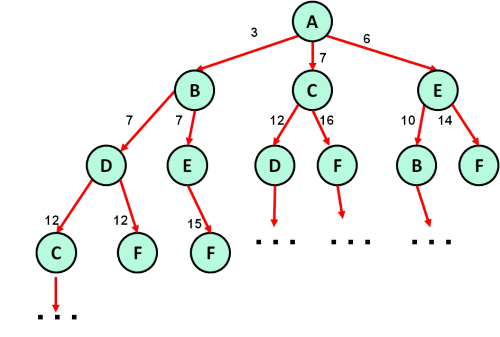 A
3
6
7
B
C
E
7
7
12
16
10
14
D
E
D
F
B
F
12
12
15
. . .
. . .
. . .
C
F
F
. . .